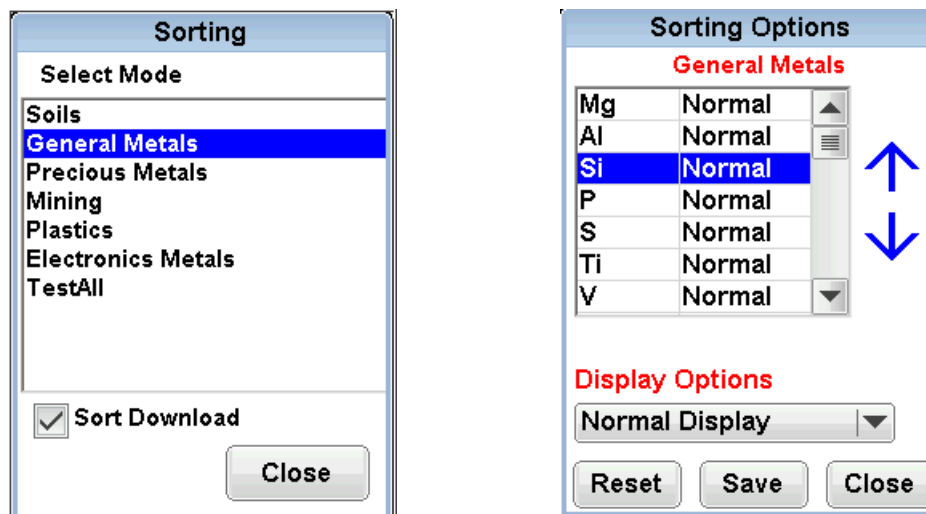 Sorting
Select Mode
Soils
General Metals
Precious Metals
Mining
Plastics
Electronics Metals
TestAll
Sort Download
Close
Sorting Options
General Metals
Mg Normal
Al Normal
Si Normal
P Normal
S Normal
Ti Normal
V Normal
Display Options
Normal Display
Reset Save Close